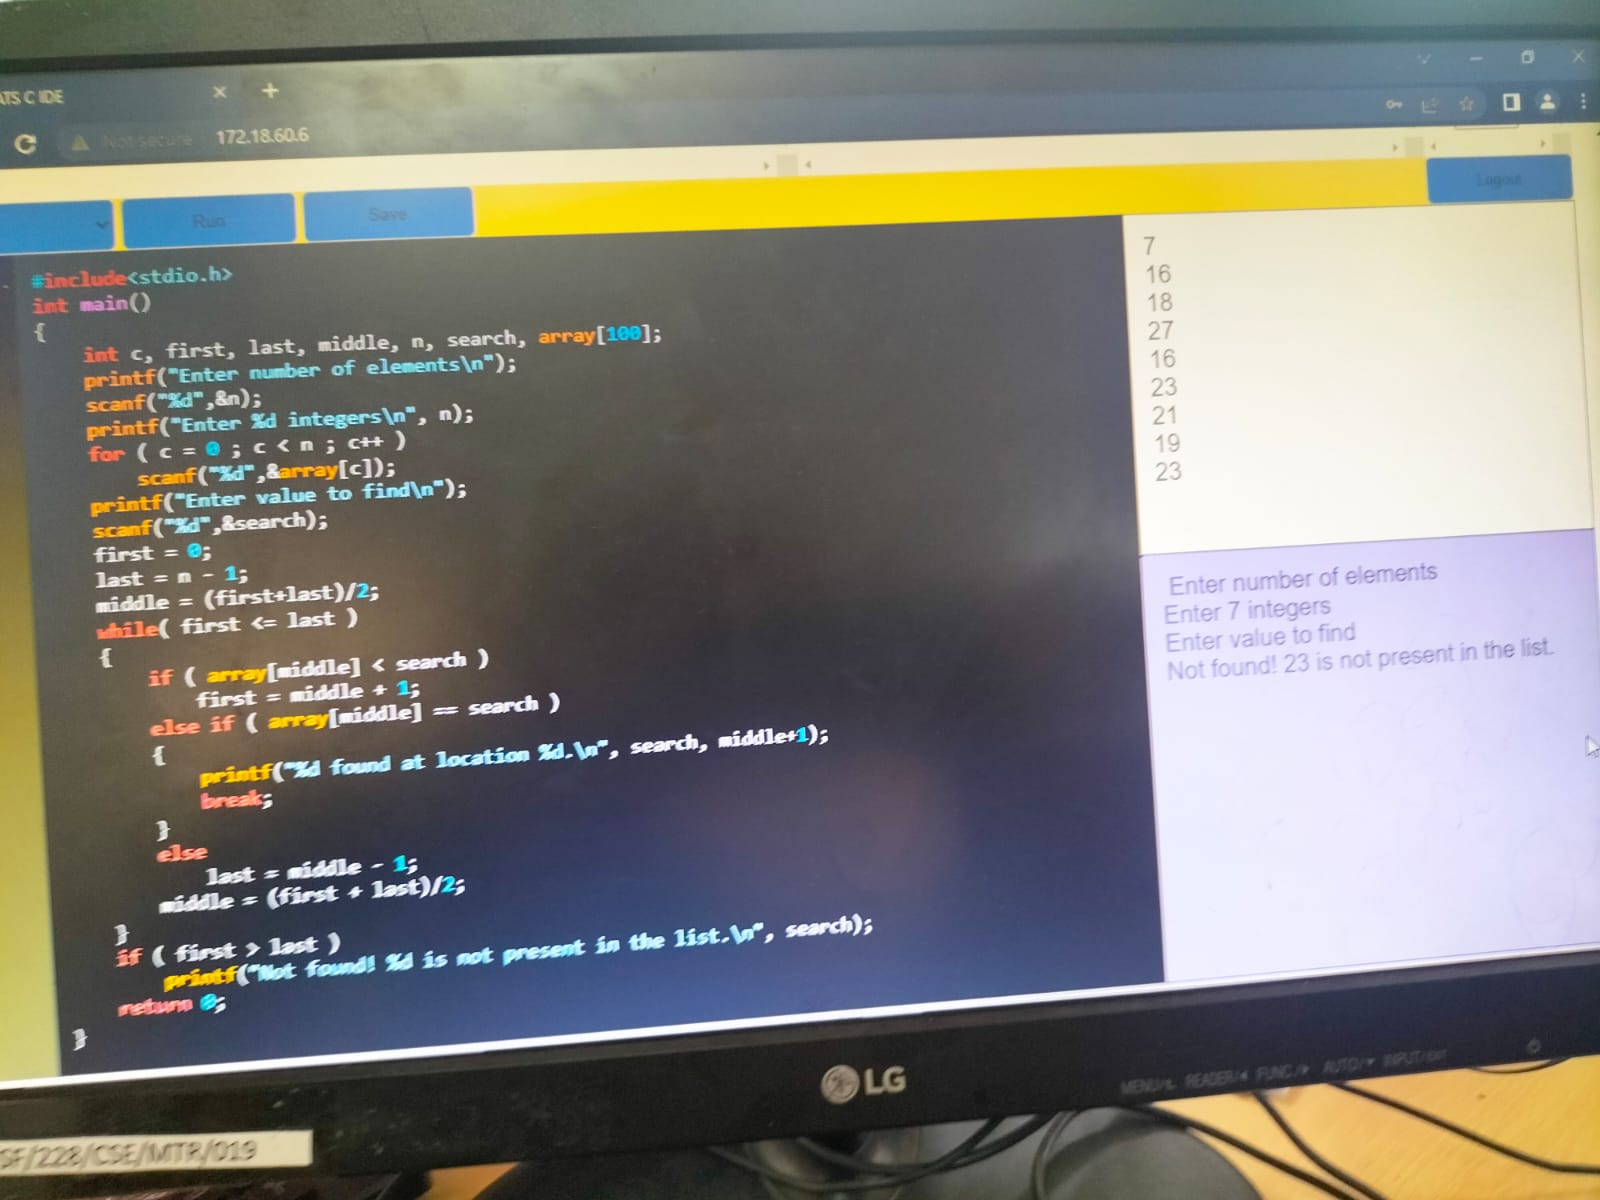 ATS C IDE
Not secure 172.18.60.6
Run
Save
Logout
#include<stdio.h>
int main()
{
int c, first, last, middle, n, search, array[100];
printf("Enter number of elements\n");
scanf("%d",&n);
printf("Enter %d integers\n", n);
for ( c = 0 ; c < n ; c++ )
scanf("%d",&array[c]);
printf("Enter value to find\n");
scanf("%d",&search);
first = 0;
last = n - 1;
middle = (first+last)/2;
while( first <= last )
{
if ( array[middle] < search )
first = middle + 1;
else if ( array[middle] == search )
{
printf("%d found at location %d.\n", search, middle+1);
break;
}
else
last = middle - 1;
middle = (first + last)/2;
}
if ( first > last )
printf("Not found! %d is not present in the list.\n", search);
return 0;
}
7
16
18
27
16
23
21
19
23
Enter number of elements
Enter 7 integers
Enter value to find
Not found! 23 is not present in the list.
LG
MENU/ READER/ FUNC./ AUTO/ INPUT/
SF/228/CSE/MTR/019